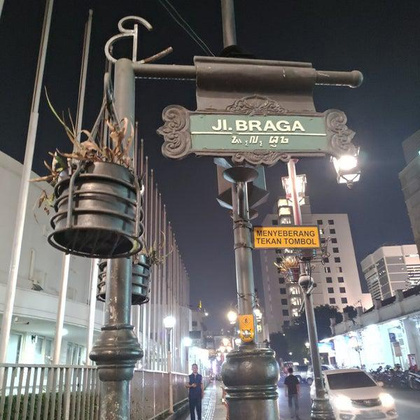 Jl. BRAGA
MENYEBERANG
TEKAN TOMBOL